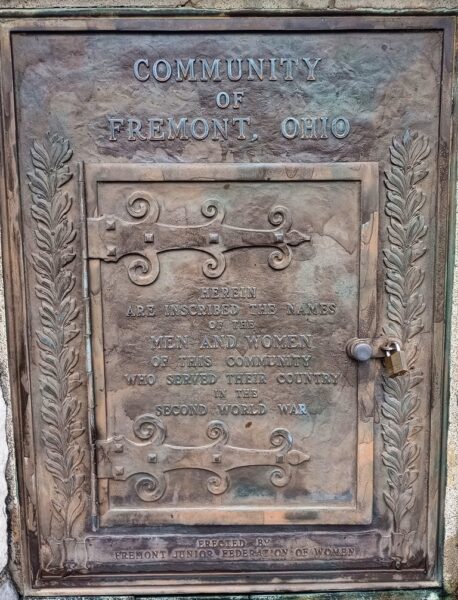 COMMUNITY
OF
FREMONT, OHIO
HEREIN
ARE INSCRIBED THE NAMES
OF THE
MEN AND WOMEN
OF THIS COMMUNITY
WHO SERVED THEIR COUNTRY
IN THE
SECOND WORLD WAR
ERECTED BY
FREMONT JUNIOR FEDERATION OF WOMEN